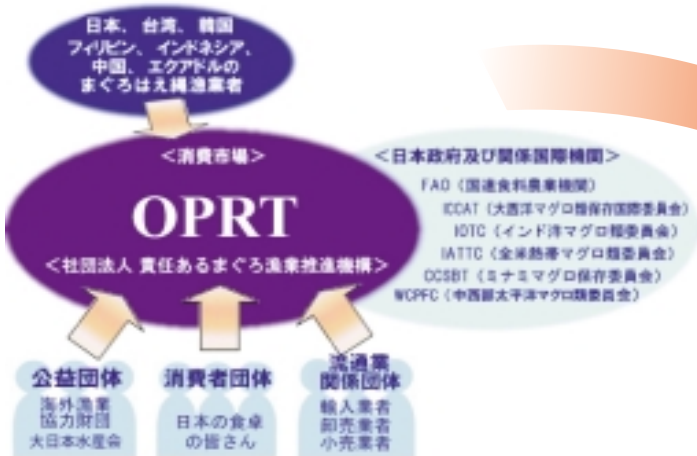 日本、台湾、韓国
フィリピン、インドネシア、
中国、エクアドルの
まぐろはえ縄漁業者
＜消費市場＞
OPRT
＜社団法人 責任あるまぐろ漁業推進機構＞
＜日本政府及び関係国際機関＞
FAO（国連食料農業機関）
ICCAT（大西洋マグロ類保存国際委員会）
IOTC（インド洋マグロ類委員会）
IATTC（全米熱帯マグロ類委員会）
CCSBT（ミナミマグロ保存委員会）
WCPFC（中西部太平洋マグロ類委員会）
公益団体
海外漁業
協力財団
大日本水産会
消費者団体
日本の食卓
の皆さん
流通業
関係団体
輸入業者
卸売業者
小売業者